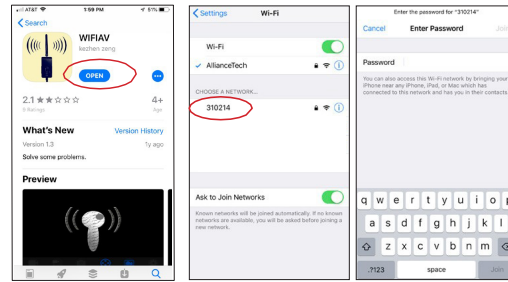 AT&T
1:59 PM
51%
Search
WIFIAV
kezhen zeng
OPEN
2.1
4+
9 Ratings
Age
What's New
Version History
Version 1.3
1y ago
Solve some problems.
Preview
Settings
Wi-Fi
Wi-Fi
AllianceTech
CHOOSE A NETWORK...
310214
Ask to Join Networks
Known networks will be joined automatically. If no known
networks are available, you will be asked before joining a
new network.
Enter the password for "310214"
Cancel
Enter Password
Join
Password
You can also access this Wi-Fi network by bringing your
iPhone near any iPhone, iPad, or Mac which has
connected to this network and has you in their contacts.
q w e r t y u i o p
a s d f g h j k l
z x c v b n m
.?123
space
Join